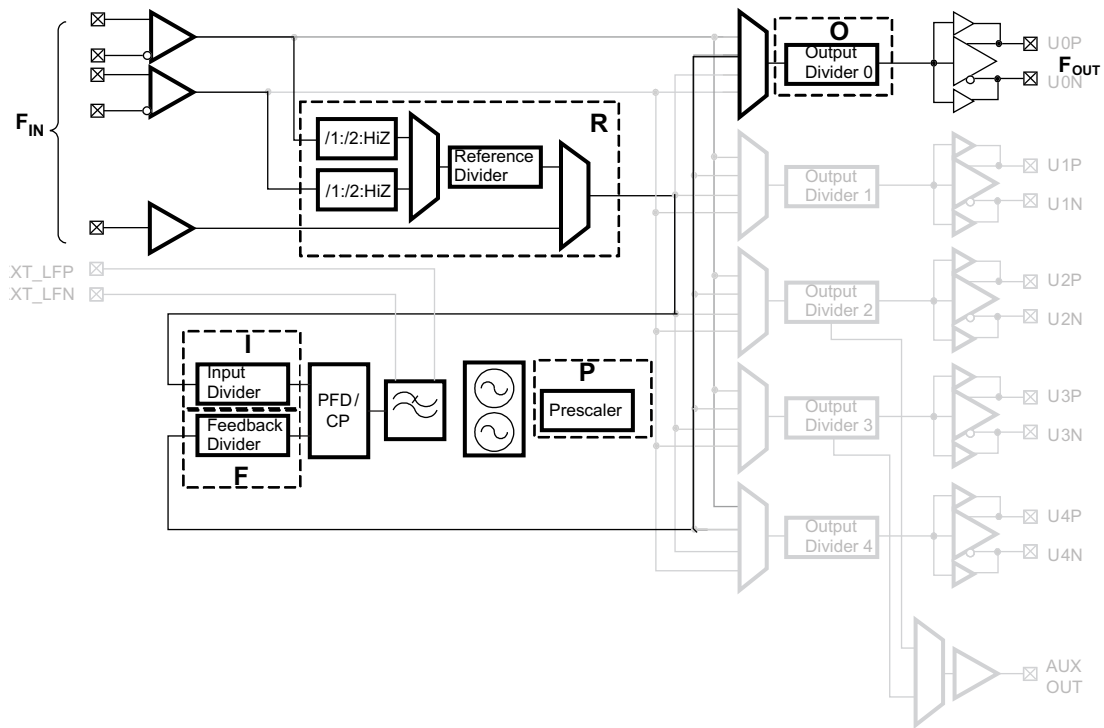 O
Output
Divider 0
U0P
F_OUT
U0N
F_IN
R
/1:/2:HiZ
Reference
Divider
/1:/2:HiZ
Output
Divider 1
U1P
U1N
XT_LFP
XT_LFN
Output
Divider 2
U2P
U2N
I
Input
Divider
PFD/
CP
P
Prescaler
Feedback
Divider
F
Output
Divider 3
U3P
U3N
Output
Divider 4
U4P
U4N
AUX
OUT